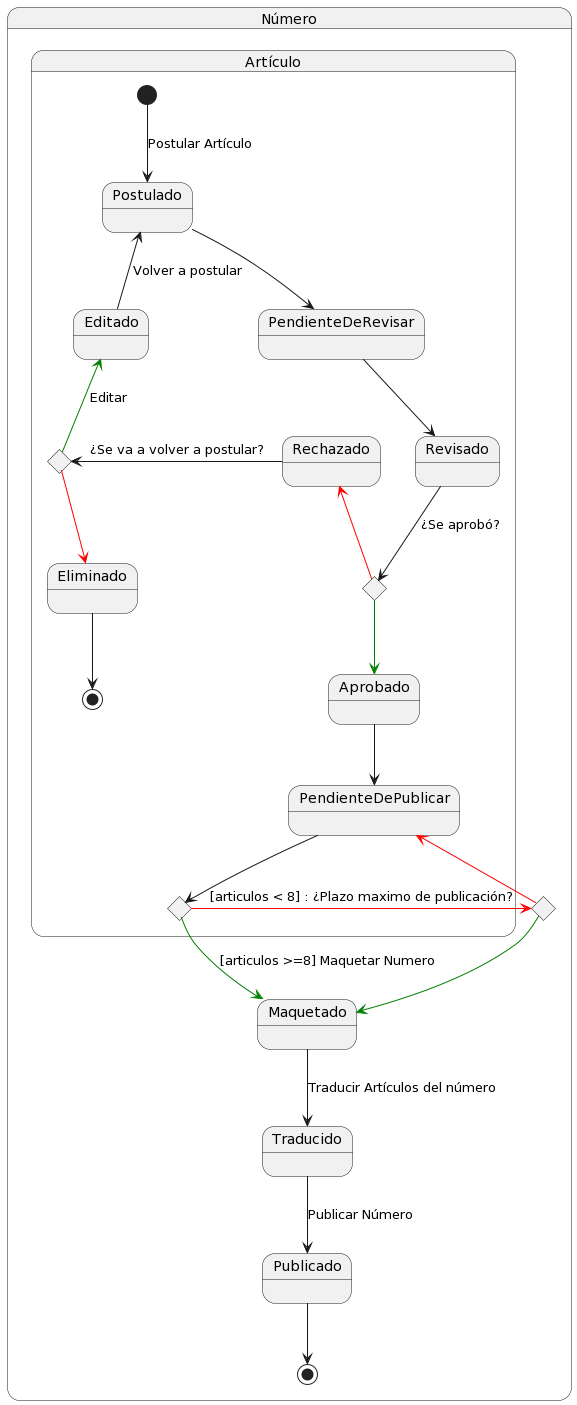 Número
Artículo
Postular Artículo
Postulado
Volver a postular
Editado
PendienteDeRevisar
Editar
¿Se va a volver a postular?
Rechazado
Revisado
¿Se aprobó?
Eliminado
Aprobado
PendienteDePublicar
[articulos < 8] : ¿Plazo maximo de publicación?
[articulos >=8] Maquetar Numero
Maquetado
Traducir Artículos del número
Traducido
Publicar Número
Publicado